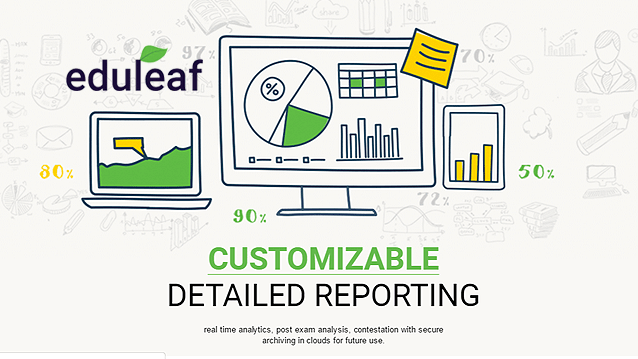 97%
70%
eduleaf
%
80%
50%
72%
90%
CUSTOMIZABLE
DETAILED REPORTING
real time analytics, post exam analysis, contestation with secure
archiving in clouds for future use.